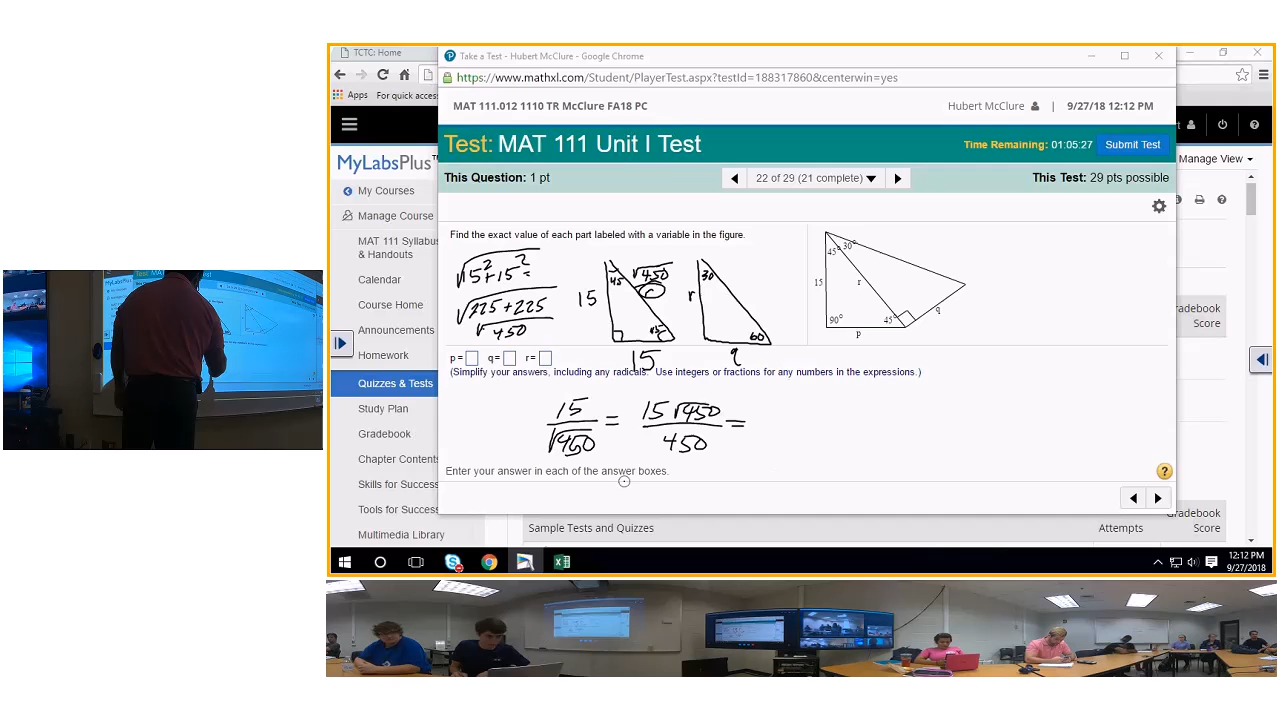 TCTC: Home
Take a Test - Hubert McClure - Google Chrome
https://www.mathxl.com/Student/PlayerTest.aspx?testId=188317860&centerwin=yes
Apps For quick access
MAT 111.012 1110 TR McClure FA18 PC
Hubert McClure 9/27/18 12:12 PM
MyLabsPlus
Test: MAT 111 Unit I Test
Time Remaining: 01:05:27 Submit Test
Manage View
This Question: 1 pt
22 of 29 (21 complete)
This Test: 29 pts possible
My Courses
Manage Course
MAT 111 Syllabus
& Handouts
Calendar
Course Home
Announcements
Homework
Quizzes & Tests
Study Plan
Gradebook
Chapter Contents
Skills for Success
Tools for Success
Multimedia Library
Find the exact value of each part labeled with a variable in the figure.
√15²+15² =
√225+225
√450
15
45
√450
c
45
15
30
r
60
q
45° 30°
15
r
90°
45°
q
p
p = q = r =
(Simplify your answers, including any radicals. Use integers or fractions for any numbers in the expressions.)
15/√450 = 15√450/450 =
Enter your answer in each of the answer boxes.
Gradebook
Score
Gradebook
Score
Sample Tests and Quizzes
Attempts
12:12 PM
9/27/2018